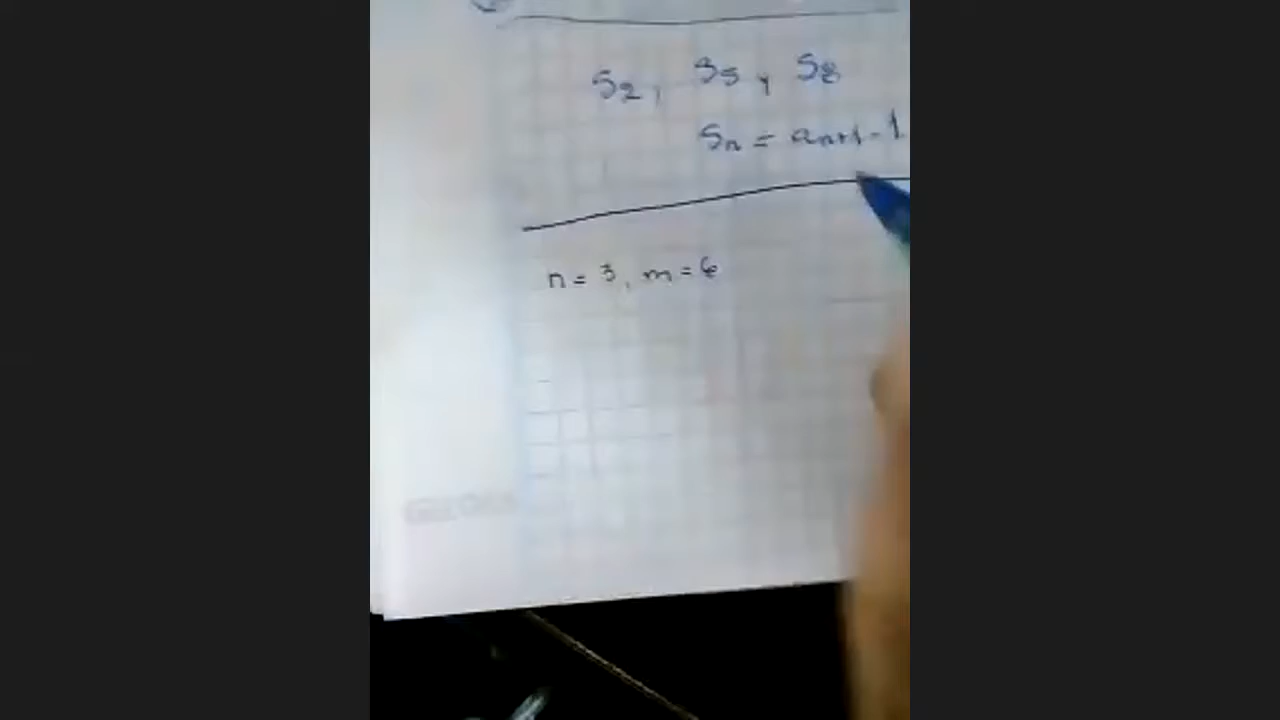 S2, S5, S8
Sn = an+1 - 1
n = 3, m = 6